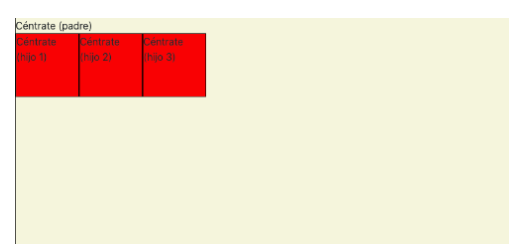 Céntrate (padre)
Céntrate Céntrate Céntrate
(hijo 1) (hijo 2) (hijo 3)